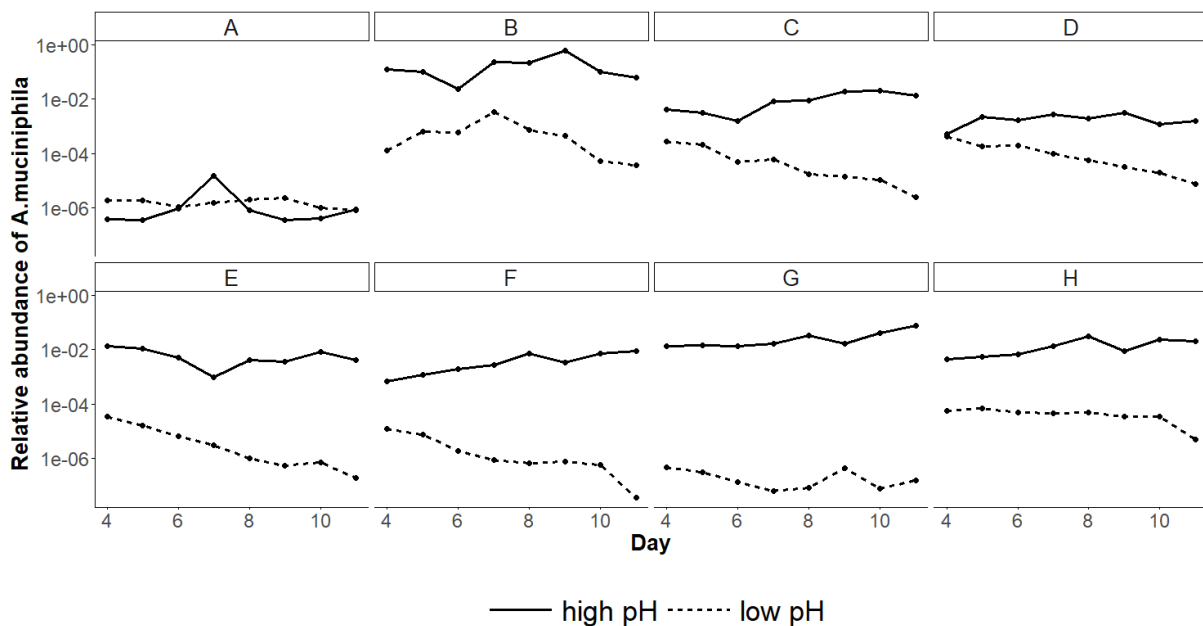 A B C D
1e+00
1e-02
1e-04
1e-06
E F G H
1e+00
1e-02
1e-04
1e-06
4 6 8 10 4 6 8 10 4 6 8 10 4 6 8 10
Relative abundance of A.muciniphila
Day
high pH low pH